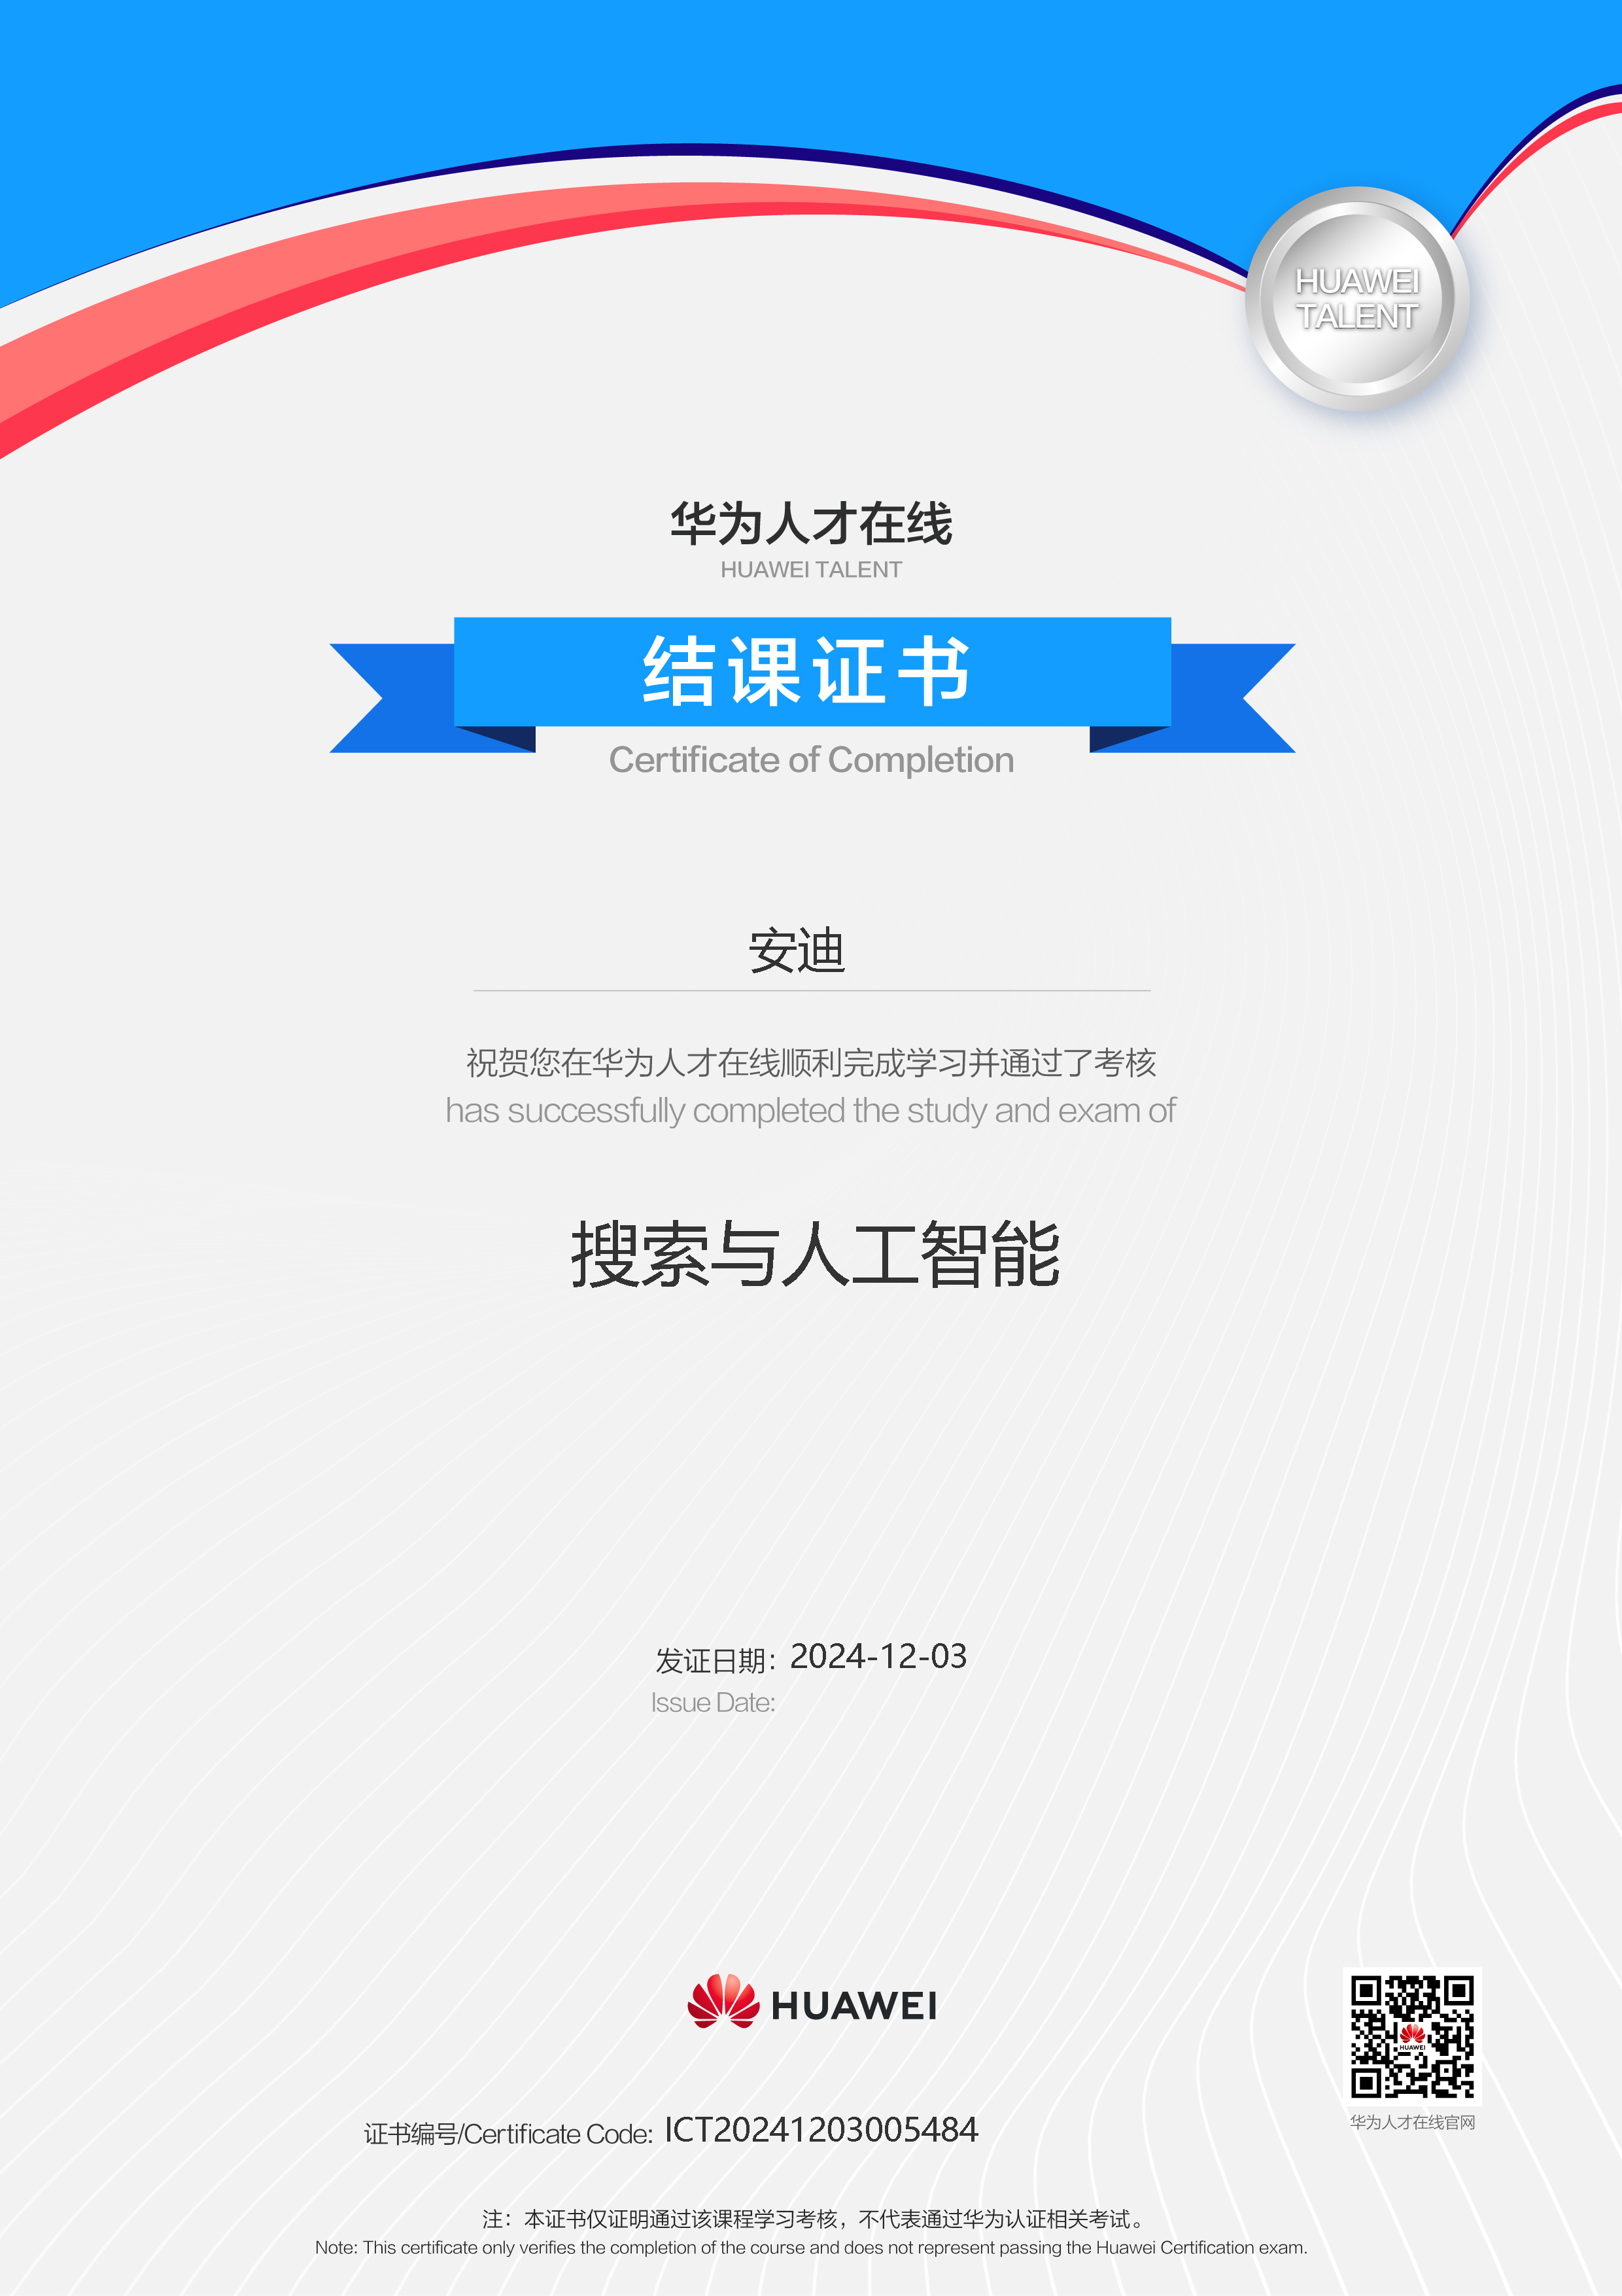 HUAWEI
TALENT
华为人才在线
HUAWEI TALENT
结课证书
Certificate of Completion
安迪
祝贺您在华为人才在线顺利完成学习并通过了考核
has successfully completed the study and exam of
搜索与人工智能
发证日期：2024-12-03
Issue Date:
HUAWEI
HUAWEI
华为人才在线官网
证书编号/Certificate Code: ICT20241203005484
注：本证书仅证明通过该课程学习考核，不代表通过华为认证相关考试。
Note: This certificate only verifies the completion of the course and does not represent passing the Huawei Certification exam.